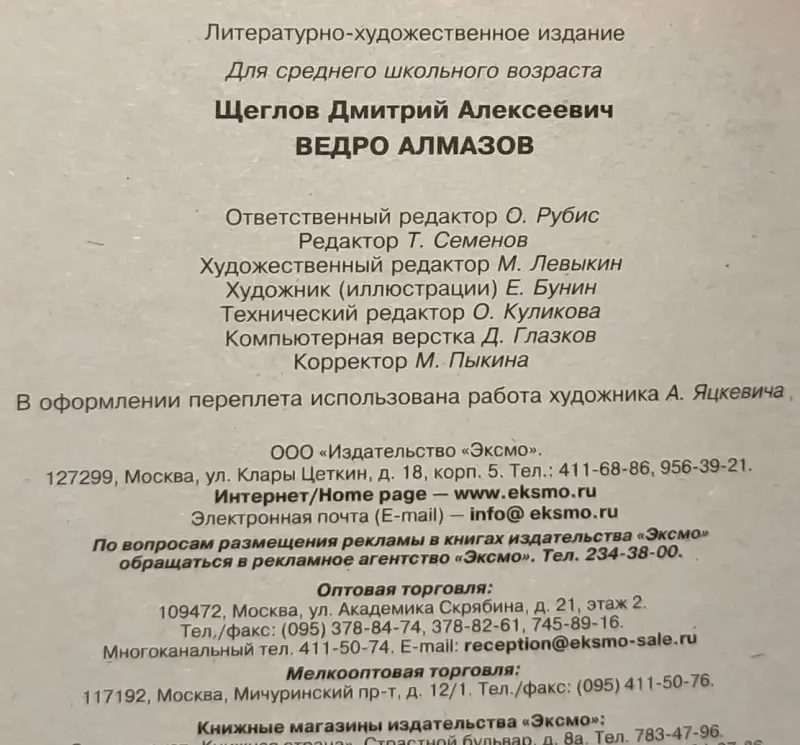 Литературно-художественное издание
Для среднего школьного возраста
Щеглов Дмитрий Алексеевич
ВЕДРО АЛМАЗОВ
Ответственный редактор О. Рубис
Редактор Т. Семенов
Художественный редактор М. Левыкин
Художник (иллюстрации) Е. Бунин
Технический редактор О. Куликова
Компьютерная верстка Д. Глазков
Корректор М. Пыкина
В оформлении переплета использована работа художника А. Яцкевича
ООО «Издательство «Эксмо».
127299, Москва, ул. Клары Цеткин, д. 18, корп. 5. Тел.: 411-68-86, 956-39-21.
Интернет/Home page — www.eksmo.ru
Электронная почта (E-mail) — info@ eksmo.ru
По вопросам размещения рекламы в книгах издательства «Эксмо»
обращаться в рекламное агентство «Эксмо». Тел. 234-38-00.
Оптовая торговля:
109472, Москва, ул. Академика Скрябина, д. 21, этаж 2.
Тел./факс: (095) 378-84-74, 378-82-61, 745-89-16.
Многоканальный тел. 411-50-74. E-mail: reception@eksmo-sale.ru
Мелкооптовая торговля:
117192, Москва, Мичуринский пр-т, д. 12/1. Тел./факс: (095) 411-50-76.
Книжные магазины издательства «Эксмо»:
Страстной бульвар, д. 8а. Тел. 783-47-96.